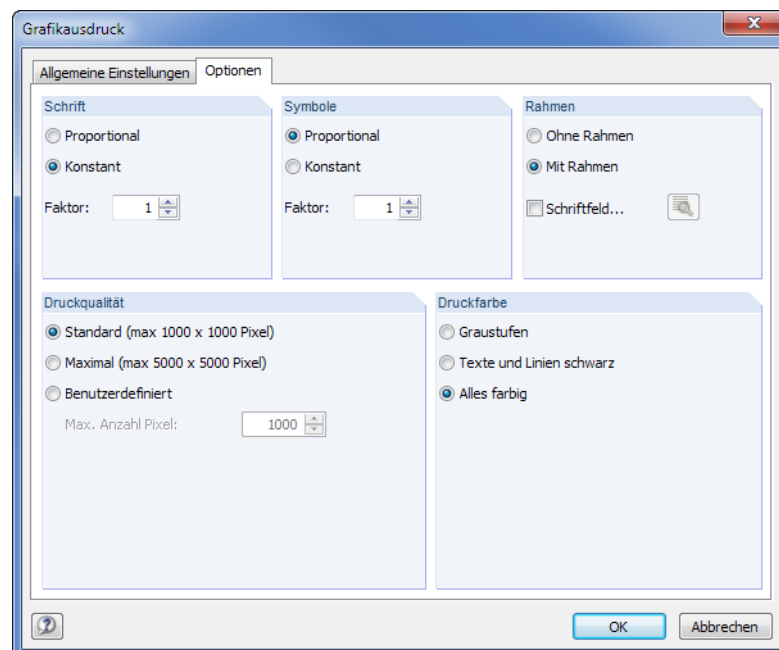 Grafikausdruck
Allgemeine Einstellungen
Optionen
Schrift
Proportional
Konstant
Faktor: 1
Symbole
Proportional
Konstant
Faktor: 1
Rahmen
Ohne Rahmen
Mit Rahmen
Schriftfeld...
Druckqualität
Standard (max 1000 x 1000 Pixel)
Maximal (max 5000 x 5000 Pixel)
Benutzerdefiniert
Max. Anzahl Pixel: 1000
Druckfarbe
Graustufen
Texte und Linien schwarz
Alles farbig
OK
Abbrechen